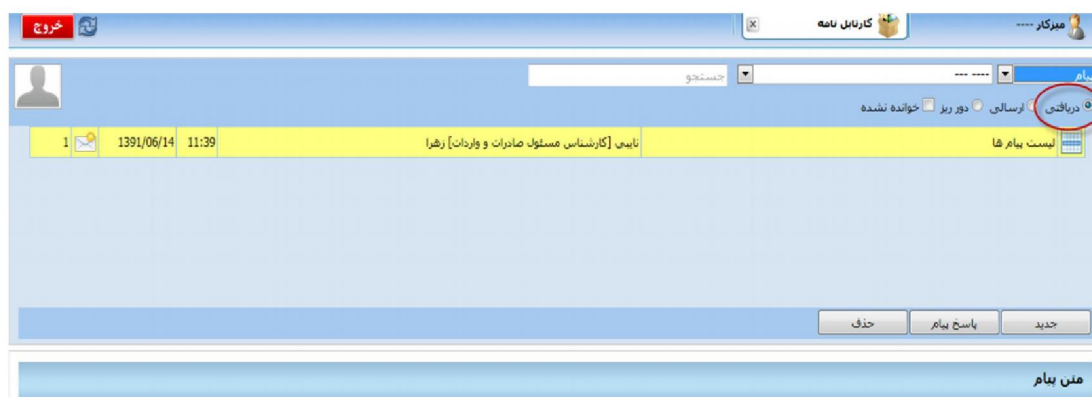 میزکار ----
کارتابل نامه
خروج
پیام
--- ----
جستجو
دریافتی ارسالی دور ریز خوانده نشده
لیست پیام ها نایبی [کارشناس مسئول صادرات و واردات] زهرا 11:39 1391/06/14 1
جدید پاسخ پیام حذف
متن پیام